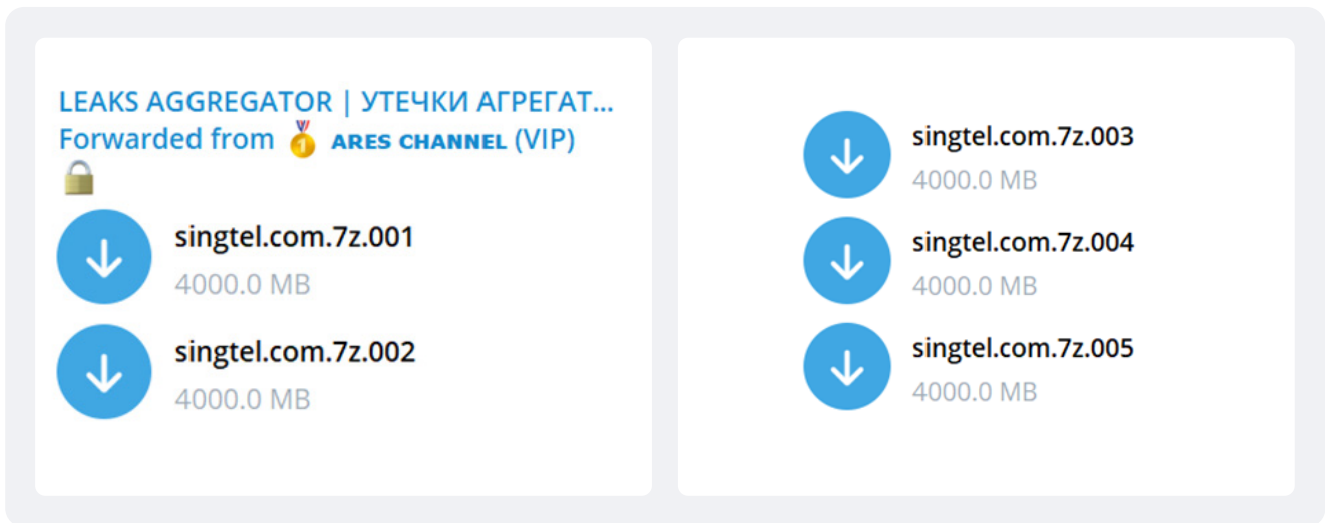 LEAKS AGGREGATOR | УТЕЧКИ АГРЕГАТ...
Forwarded from 🥇 ARES CHANNEL (VIP)
🔒
singtel.com.7z.001
4000.0 MB
singtel.com.7z.002
4000.0 MB
singtel.com.7z.003
4000.0 MB
singtel.com.7z.004
4000.0 MB
singtel.com.7z.005
4000.0 MB